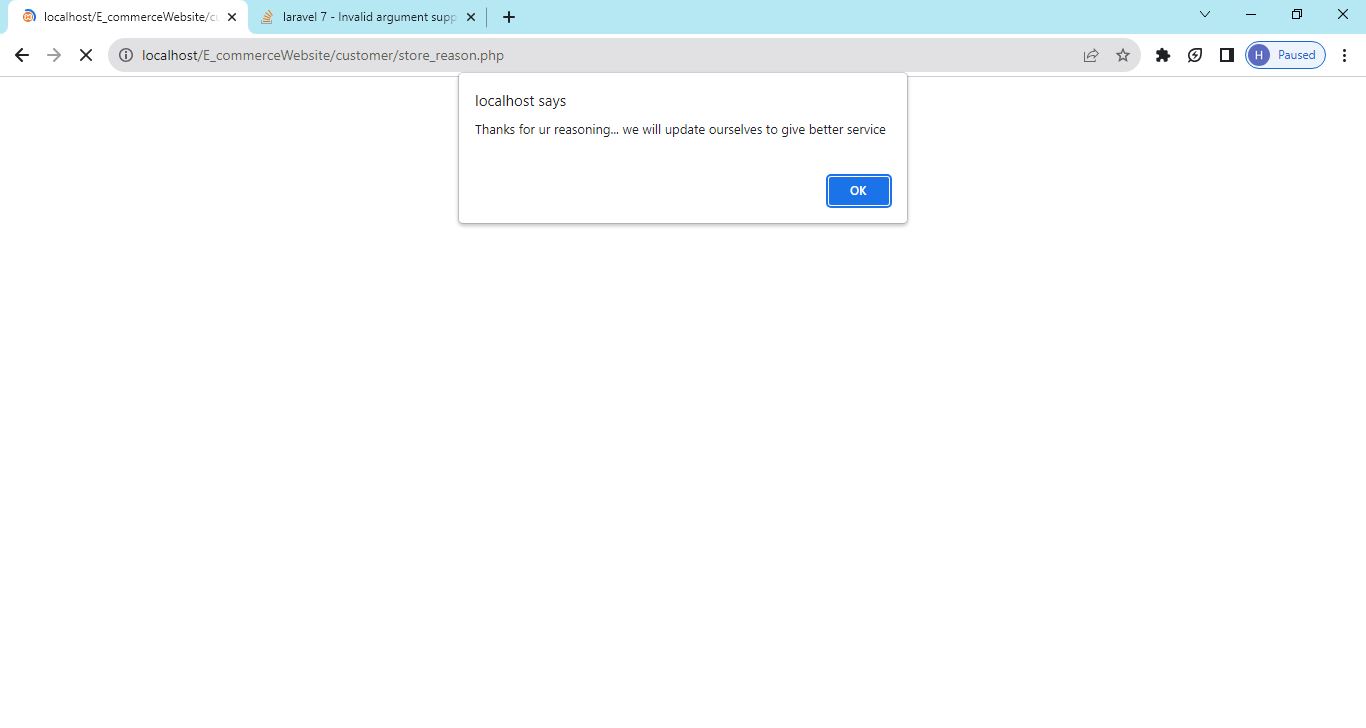 localhost/E_commerceWebsite/cu
laravel 7 - Invalid argument supp
localhost/E_commerceWebsite/customer/store_reason.php
H Paused
localhost says
Thanks for ur reasoning... we will update ourselves to give better service
OK